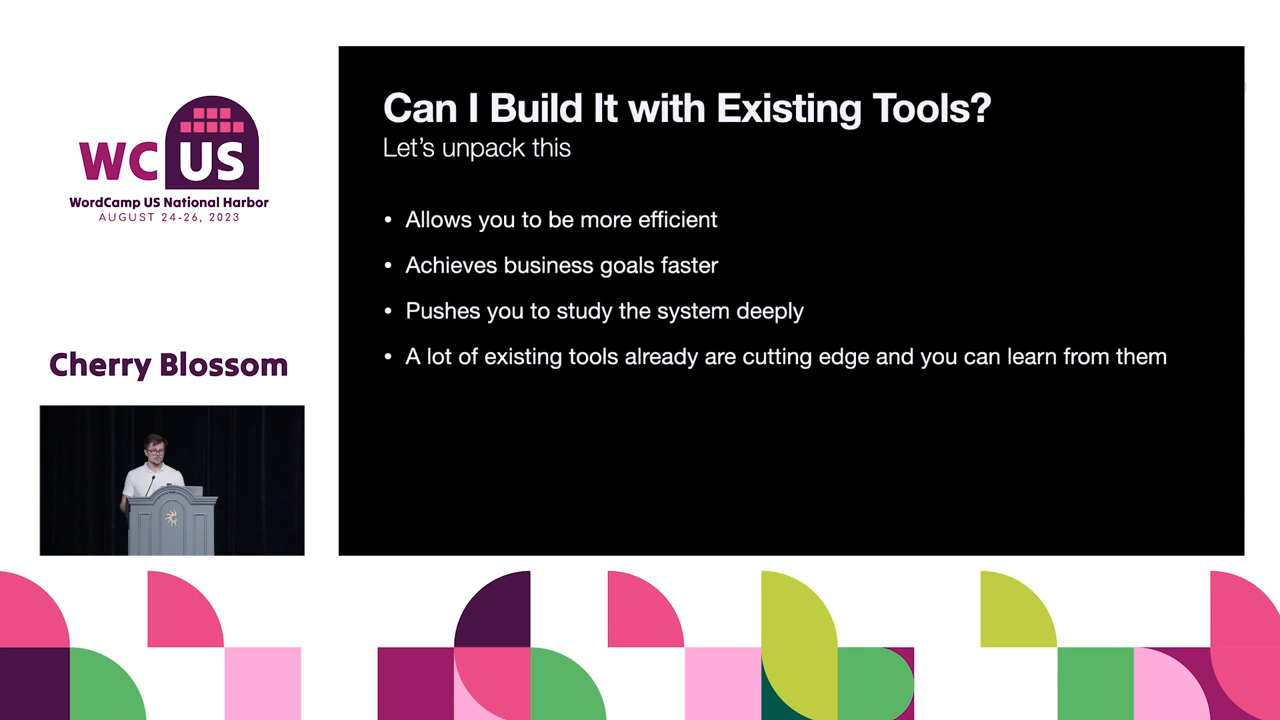 WC US
WordCamp US National Harbor
AUGUST 24-26, 2023
Cherry Blossom
Can I Build It with Existing Tools?
Let's unpack this
• Allows you to be more efficient
• Achieves business goals faster
• Pushes you to study the system deeply
• A lot of existing tools already are cutting edge and you can learn from them